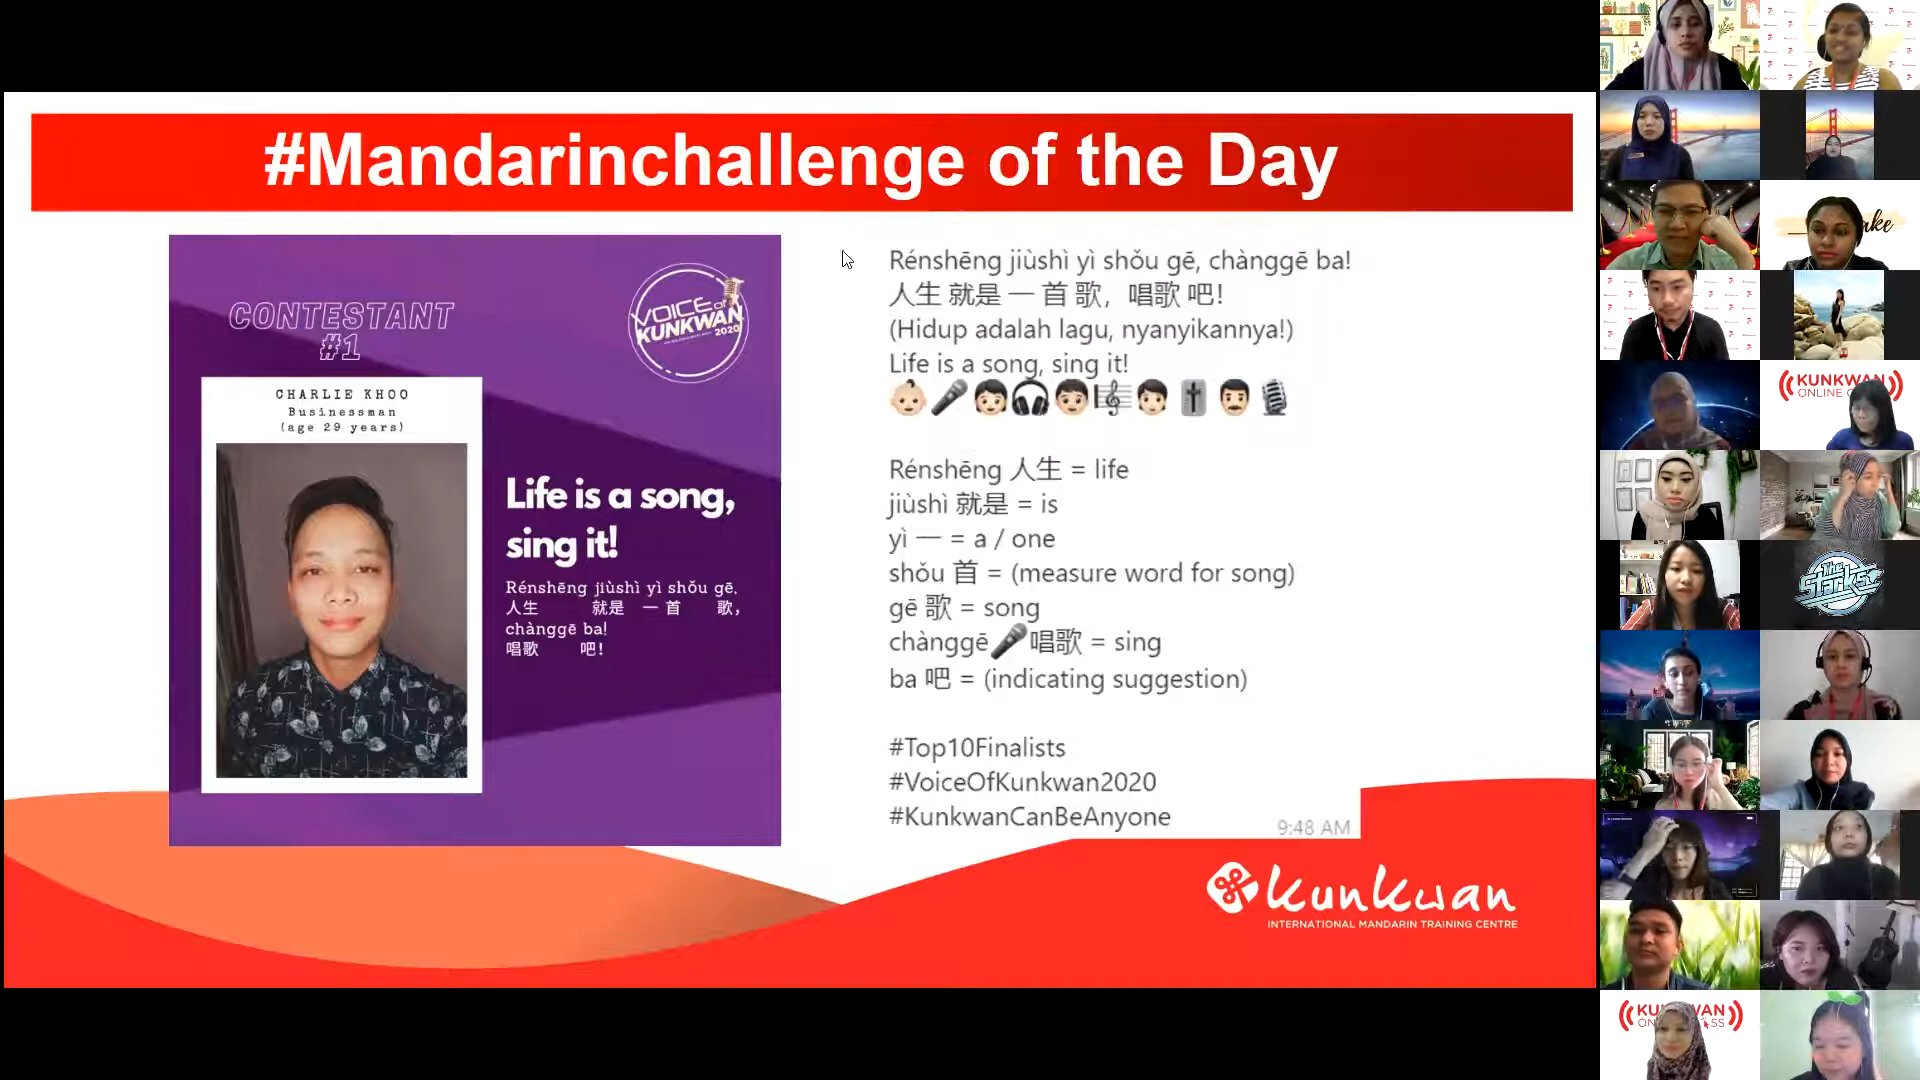 #Mandarinchallenge of the Day
CONTESTANT
#1
VOICE of
KUNKWAN
2020
CHARLIE KHOO
Businessman
(age 29 years)
Life is a song,
sing it!
Rénshēng jiùshì yì shǒu gē,
人生 就是 一 首 歌，
chànggē ba!
唱歌 吧!
Rénshēng jiùshì yì shǒu gē, chànggē ba!
人生 就是 一 首 歌，唱歌 吧!
(Hidup adalah lagu, nyanyikannya!)
Life is a song, sing it!
👶🏻🎤👧🏻🎧👦🏻🎼🧑🏻🎚👨🏻🎙
Rénshēng 人生 = life
jiùshì 就是 = is
yì 一 = a / one
shǒu 首 = (measure word for song)
gē 歌 = song
chànggē🎤唱歌 = sing
ba 吧 = (indicating suggestion)
#Top10Finalists
#VoiceOfKunkwan2020
#KunkwanCanBeAnyone
9:48 AM
kunkwan
INTERNATIONAL MANDARIN TRAINING CENTRE
KUNKWAN
ONLINE
The
Starks